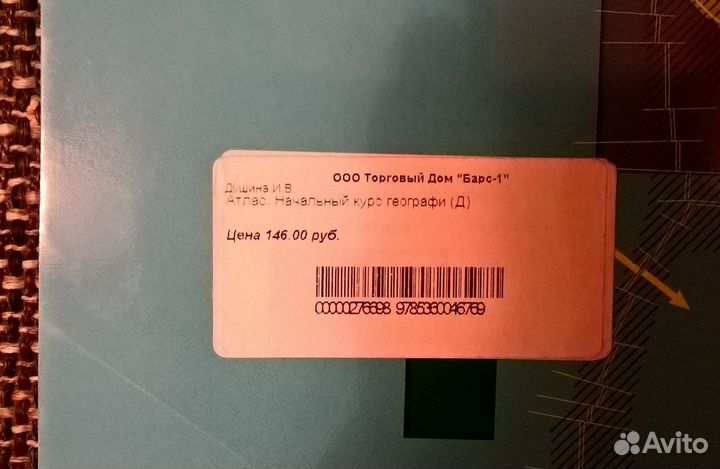 ООО Торговый Дом "Барс-1"
Душина И.В.
Атлас. Начальный курс географи (Д)
Цена 146.00 руб.
00000276698 9785360046769
Avito